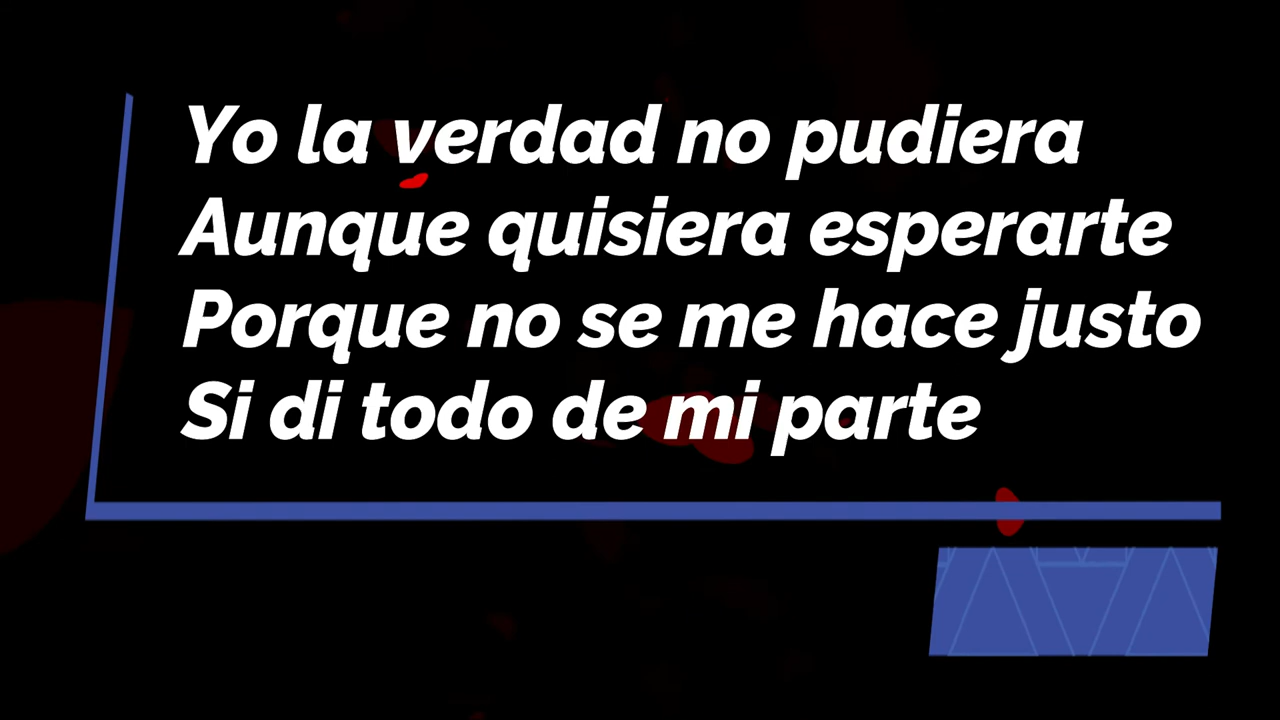 Yo la verdad no pudiera
Aunque quisiera esperarte
Porque no se me hace justo
Si di todo de mi parte